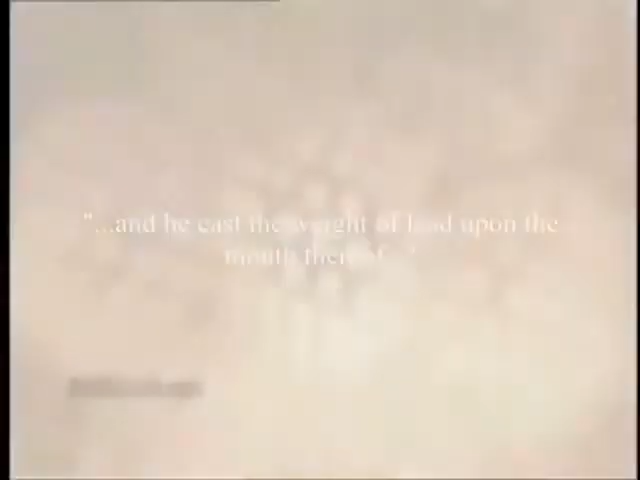 "...and he cast the weight of lead upon the
mouth thereof..."